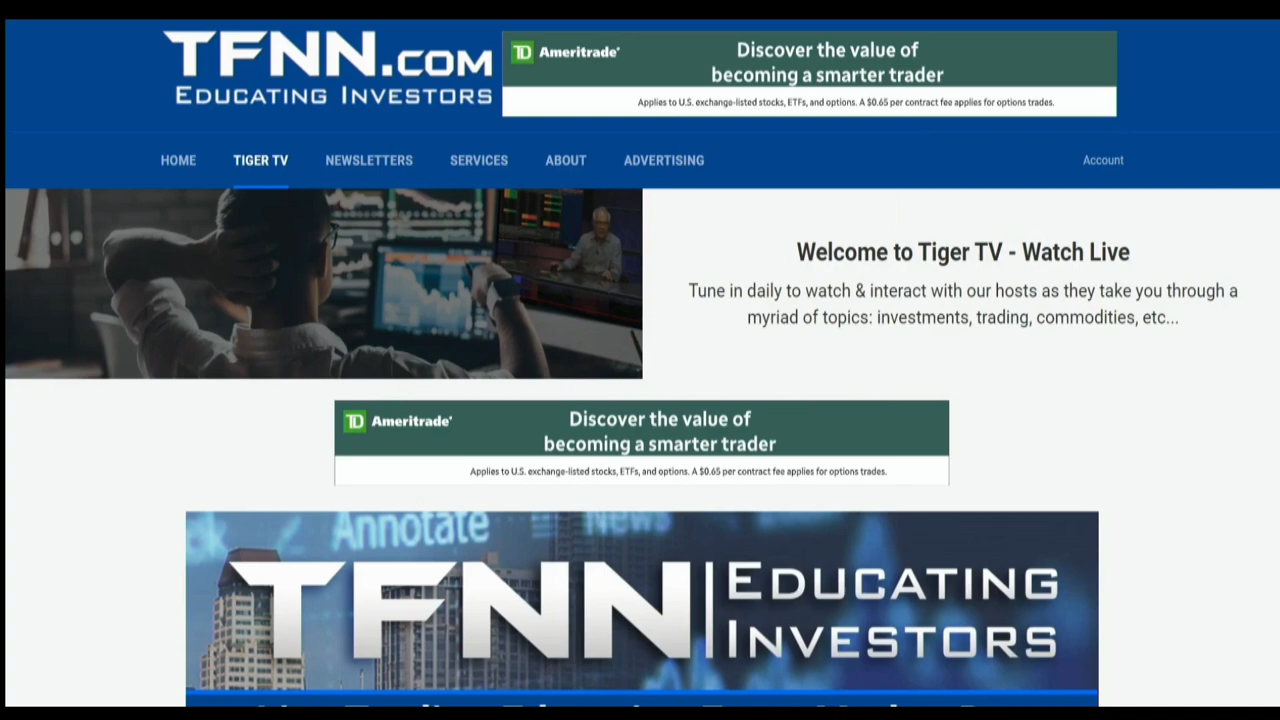 TFNN.COM
EDUCATING INVESTORS
TD Ameritrade
Discover the value of
becoming a smarter trader
Applies to U.S. exchange-listed stocks, ETFs, and options. A $0.65 per contract fee applies for options trades.
HOME TIGER TV NEWSLETTERS SERVICES ABOUT ADVERTISING Account
Welcome to Tiger TV - Watch Live
Tune in daily to watch & interact with our hosts as they take you through a
myriad of topics: investments, trading, commodities, etc...
TD Ameritrade
Discover the value of
becoming a smarter trader
Applies to U.S. exchange-listed stocks, ETFs, and options. A $0.65 per contract fee applies for options trades.
Annotate News
TFNN
EDUCATING
INVESTORS